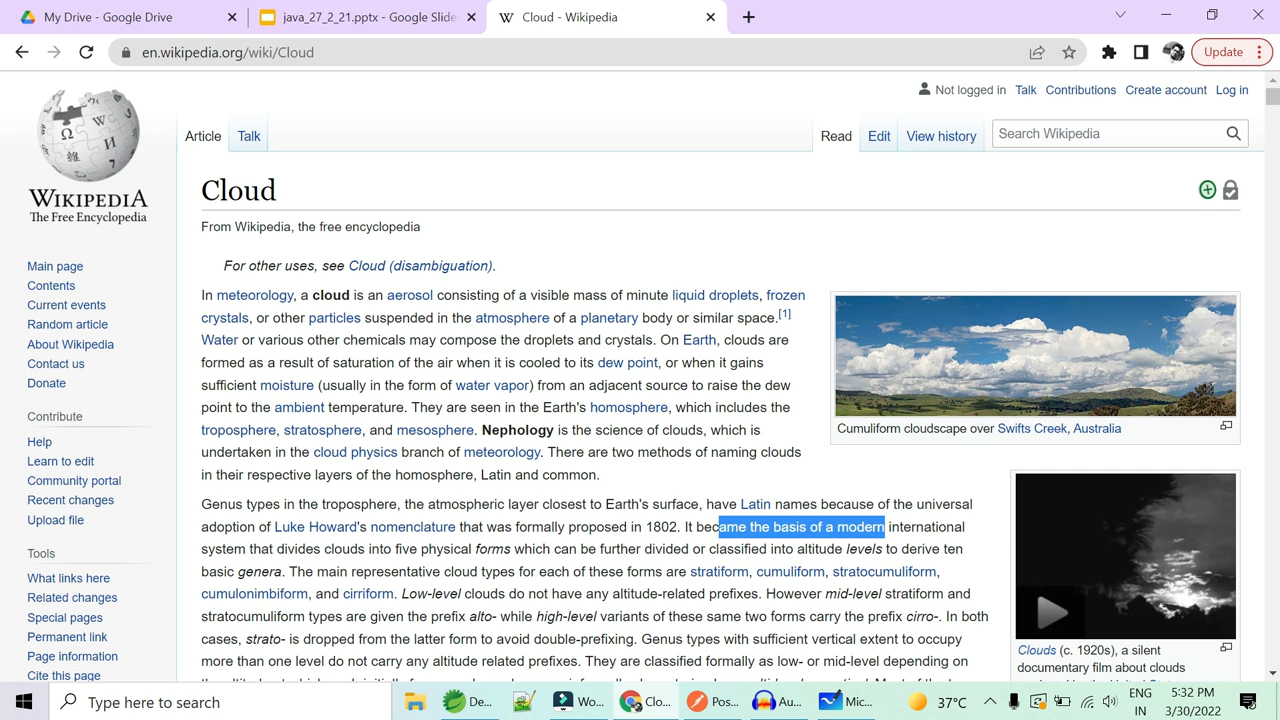 My Drive - Google Drive
java_27_2_21.pptx - Google Slide
Cloud - Wikipedia
en.wikipedia.org/wiki/Cloud
Update
Not logged in Talk Contributions Create account Log in
WIKIPEDIA
The Free Encyclopedia
Article Talk
Read Edit View history Search Wikipedia
Cloud
From Wikipedia, the free encyclopedia
For other uses, see Cloud (disambiguation).
In meteorology, a cloud is an aerosol consisting of a visible mass of minute liquid droplets, frozen
crystals, or other particles suspended in the atmosphere of a planetary body or similar space.[1]
Water or various other chemicals may compose the droplets and crystals. On Earth, clouds are
formed as a result of saturation of the air when it is cooled to its dew point, or when it gains
sufficient moisture (usually in the form of water vapor) from an adjacent source to raise the dew
point to the ambient temperature. They are seen in the Earth's homosphere, which includes the
troposphere, stratosphere, and mesosphere. Nephology is the science of clouds, which is
undertaken in the cloud physics branch of meteorology. There are two methods of naming clouds
in their respective layers of the homosphere, Latin and common.
Genus types in the troposphere, the atmospheric layer closest to Earth's surface, have Latin names because of the universal
adoption of Luke Howard's nomenclature that was formally proposed in 1802. It became the basis of a modern international
system that divides clouds into five physical forms which can be further divided or classified into altitude levels to derive ten
basic genera. The main representative cloud types for each of these forms are stratiform, cumuliform, stratocumuliform,
cumulonimbiform, and cirriform. Low-level clouds do not have any altitude-related prefixes. However mid-level stratiform and
stratocumuliform types are given the prefix alto- while high-level variants of these same two forms carry the prefix cirro-. In both
cases, strato- is dropped from the latter form to avoid double-prefixing. Genus types with sufficient vertical extent to occupy
more than one level do not carry any altitude related prefixes. They are classified formally as low- or mid-level depending on
Cumuliform cloudscape over Swifts Creek, Australia
Clouds (c. 1920s), a silent
documentary film about clouds
Main page
Contents
Current events
Random article
About Wikipedia
Contact us
Donate
Contribute
Help
Learn to edit
Community portal
Recent changes
Upload file
Tools
What links here
Related changes
Special pages
Permanent link
Page information
Cite this page
Type here to search
De...
Wo...
Clo...
Pos...
Au...
Mic...
37°C
ENG
IN
5:32 PM
3/30/2022